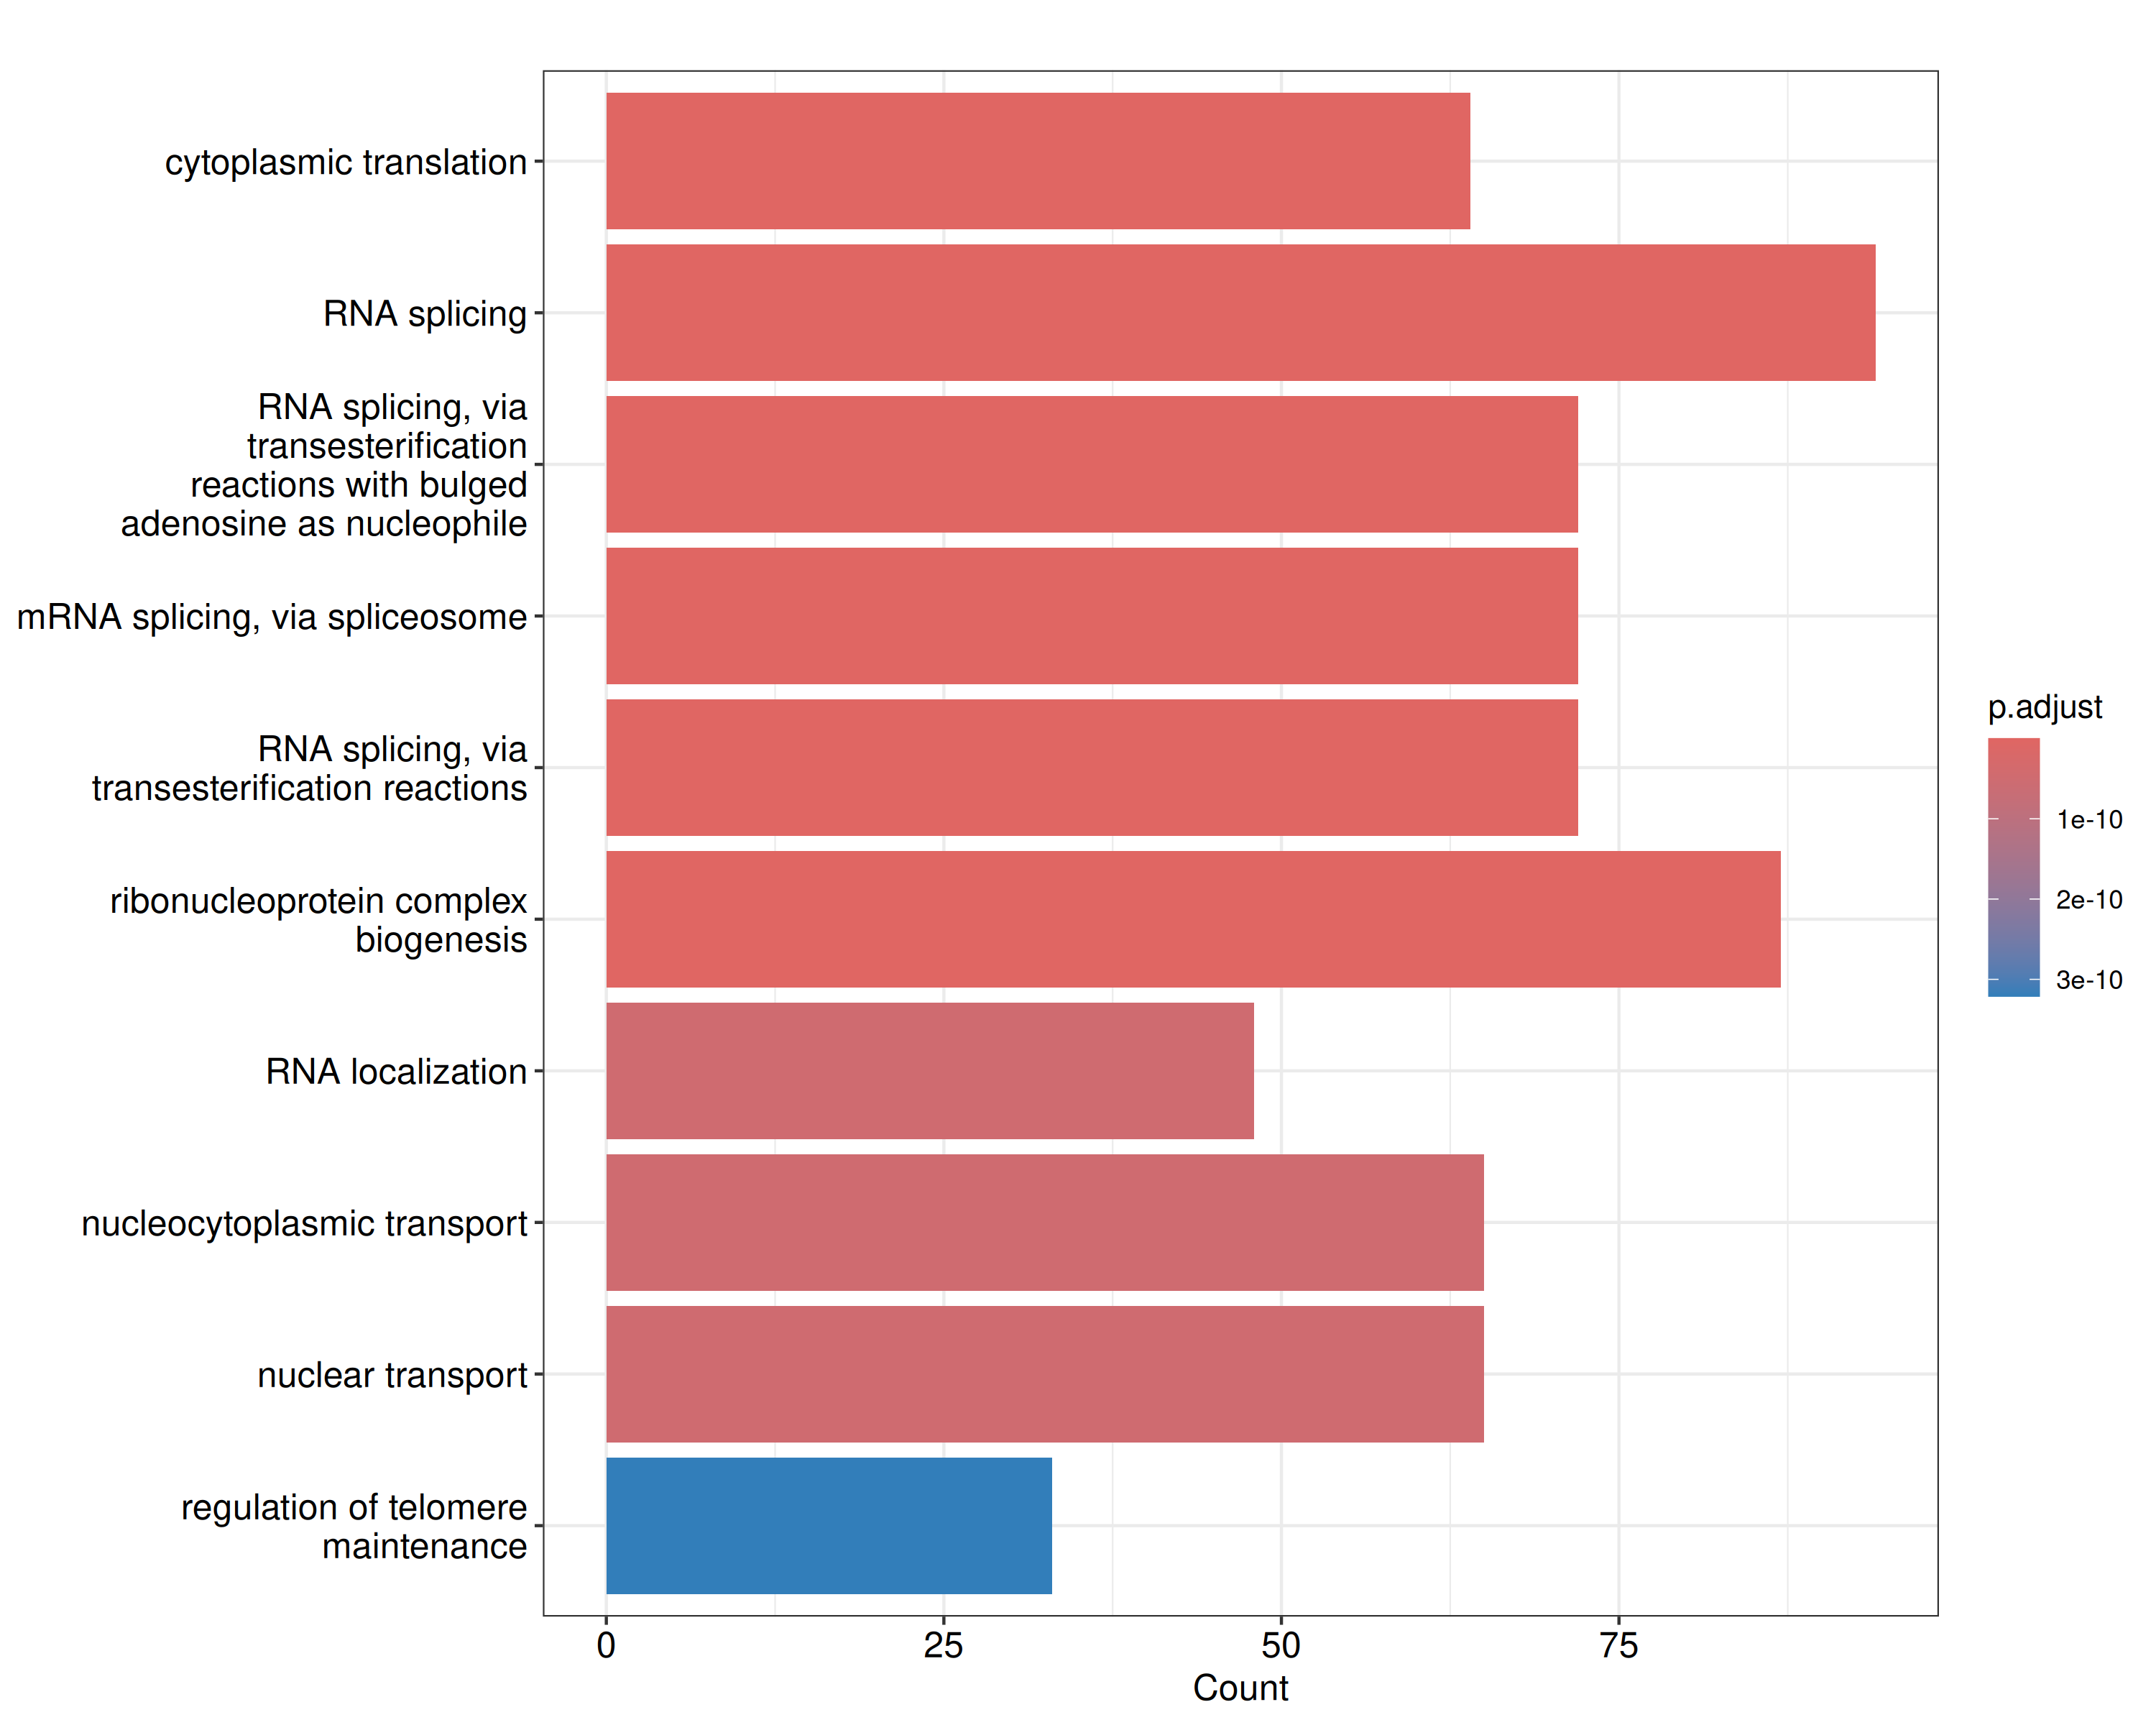 cytoplasmic translation
RNA splicing
RNA splicing, via
transesterification
reactions with bulged
adenosine as nucleophile
mRNA splicing, via spliceosome
RNA splicing, via
transesterification reactions
ribonucleoprotein complex
biogenesis
RNA localization
nucleocytoplasmic transport
nuclear transport
regulation of telomere
maintenance
0 25 50 75
Count
p.adjust
1e-10
2e-10
3e-10